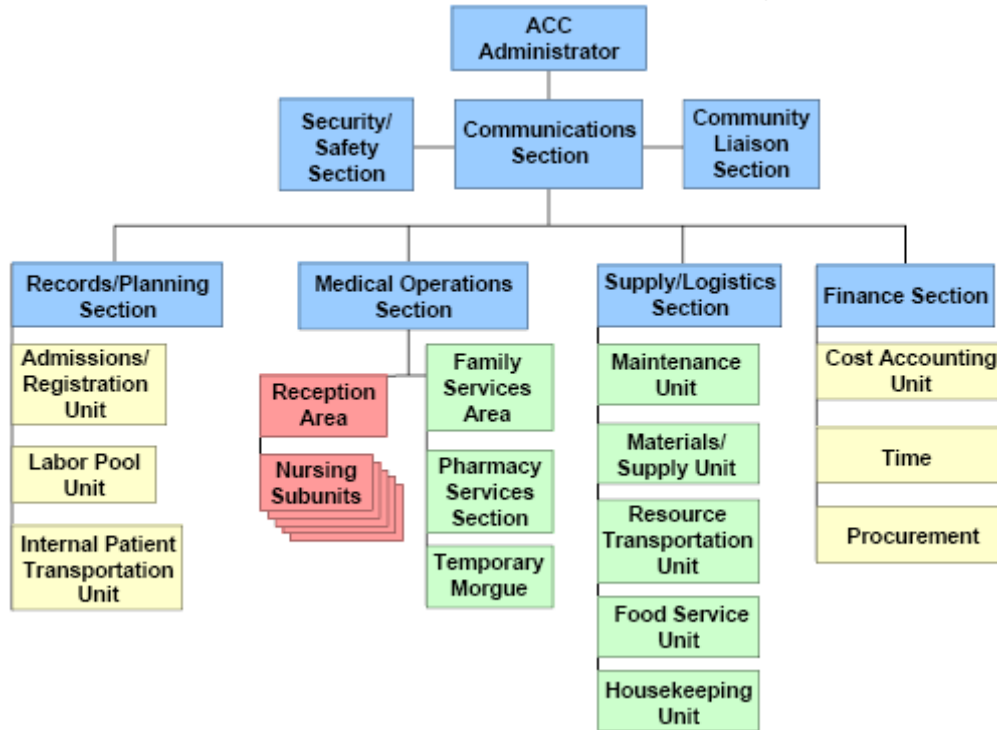 ACC
Administrator
Security/
Safety
Section
Communications
Section
Community
Liaison
Section
Records/Planning
Section
Medical Operations
Section
Supply/Logistics
Section
Finance Section
Admissions/
Registration
Unit
Labor Pool
Unit
Internal Patient
Transportation
Unit
Reception
Area
Nursing
Subunits
Family
Services
Area
Pharmacy
Services
Section
Temporary
Morgue
Maintenance
Unit
Materials/
Supply Unit
Resource
Transportation
Unit
Food Service
Unit
Housekeeping
Unit
Cost Accounting
Unit
Time
Procurement